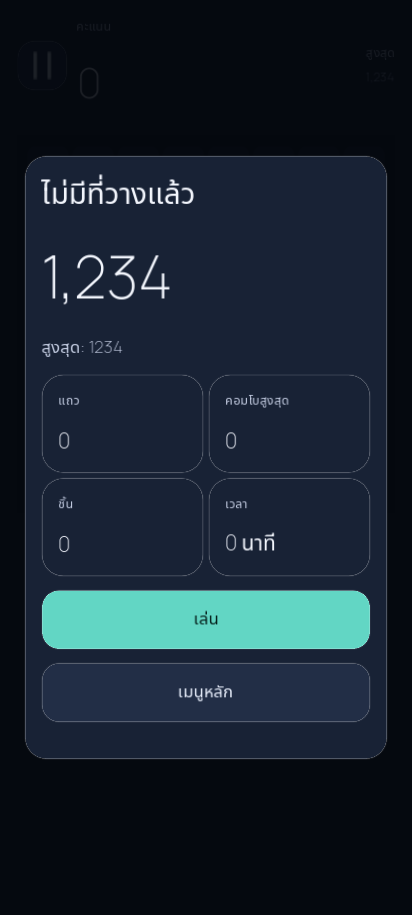 คะแนน
0
สูงสุด
1,234
ไม่มีที่วางแล้ว
1,234
สูงสุด: 1234
แถว
0
คอมโบสูงสุด
0
ชิ้น
0
เวลา
0 นาที
เล่น
เมนูหลัก